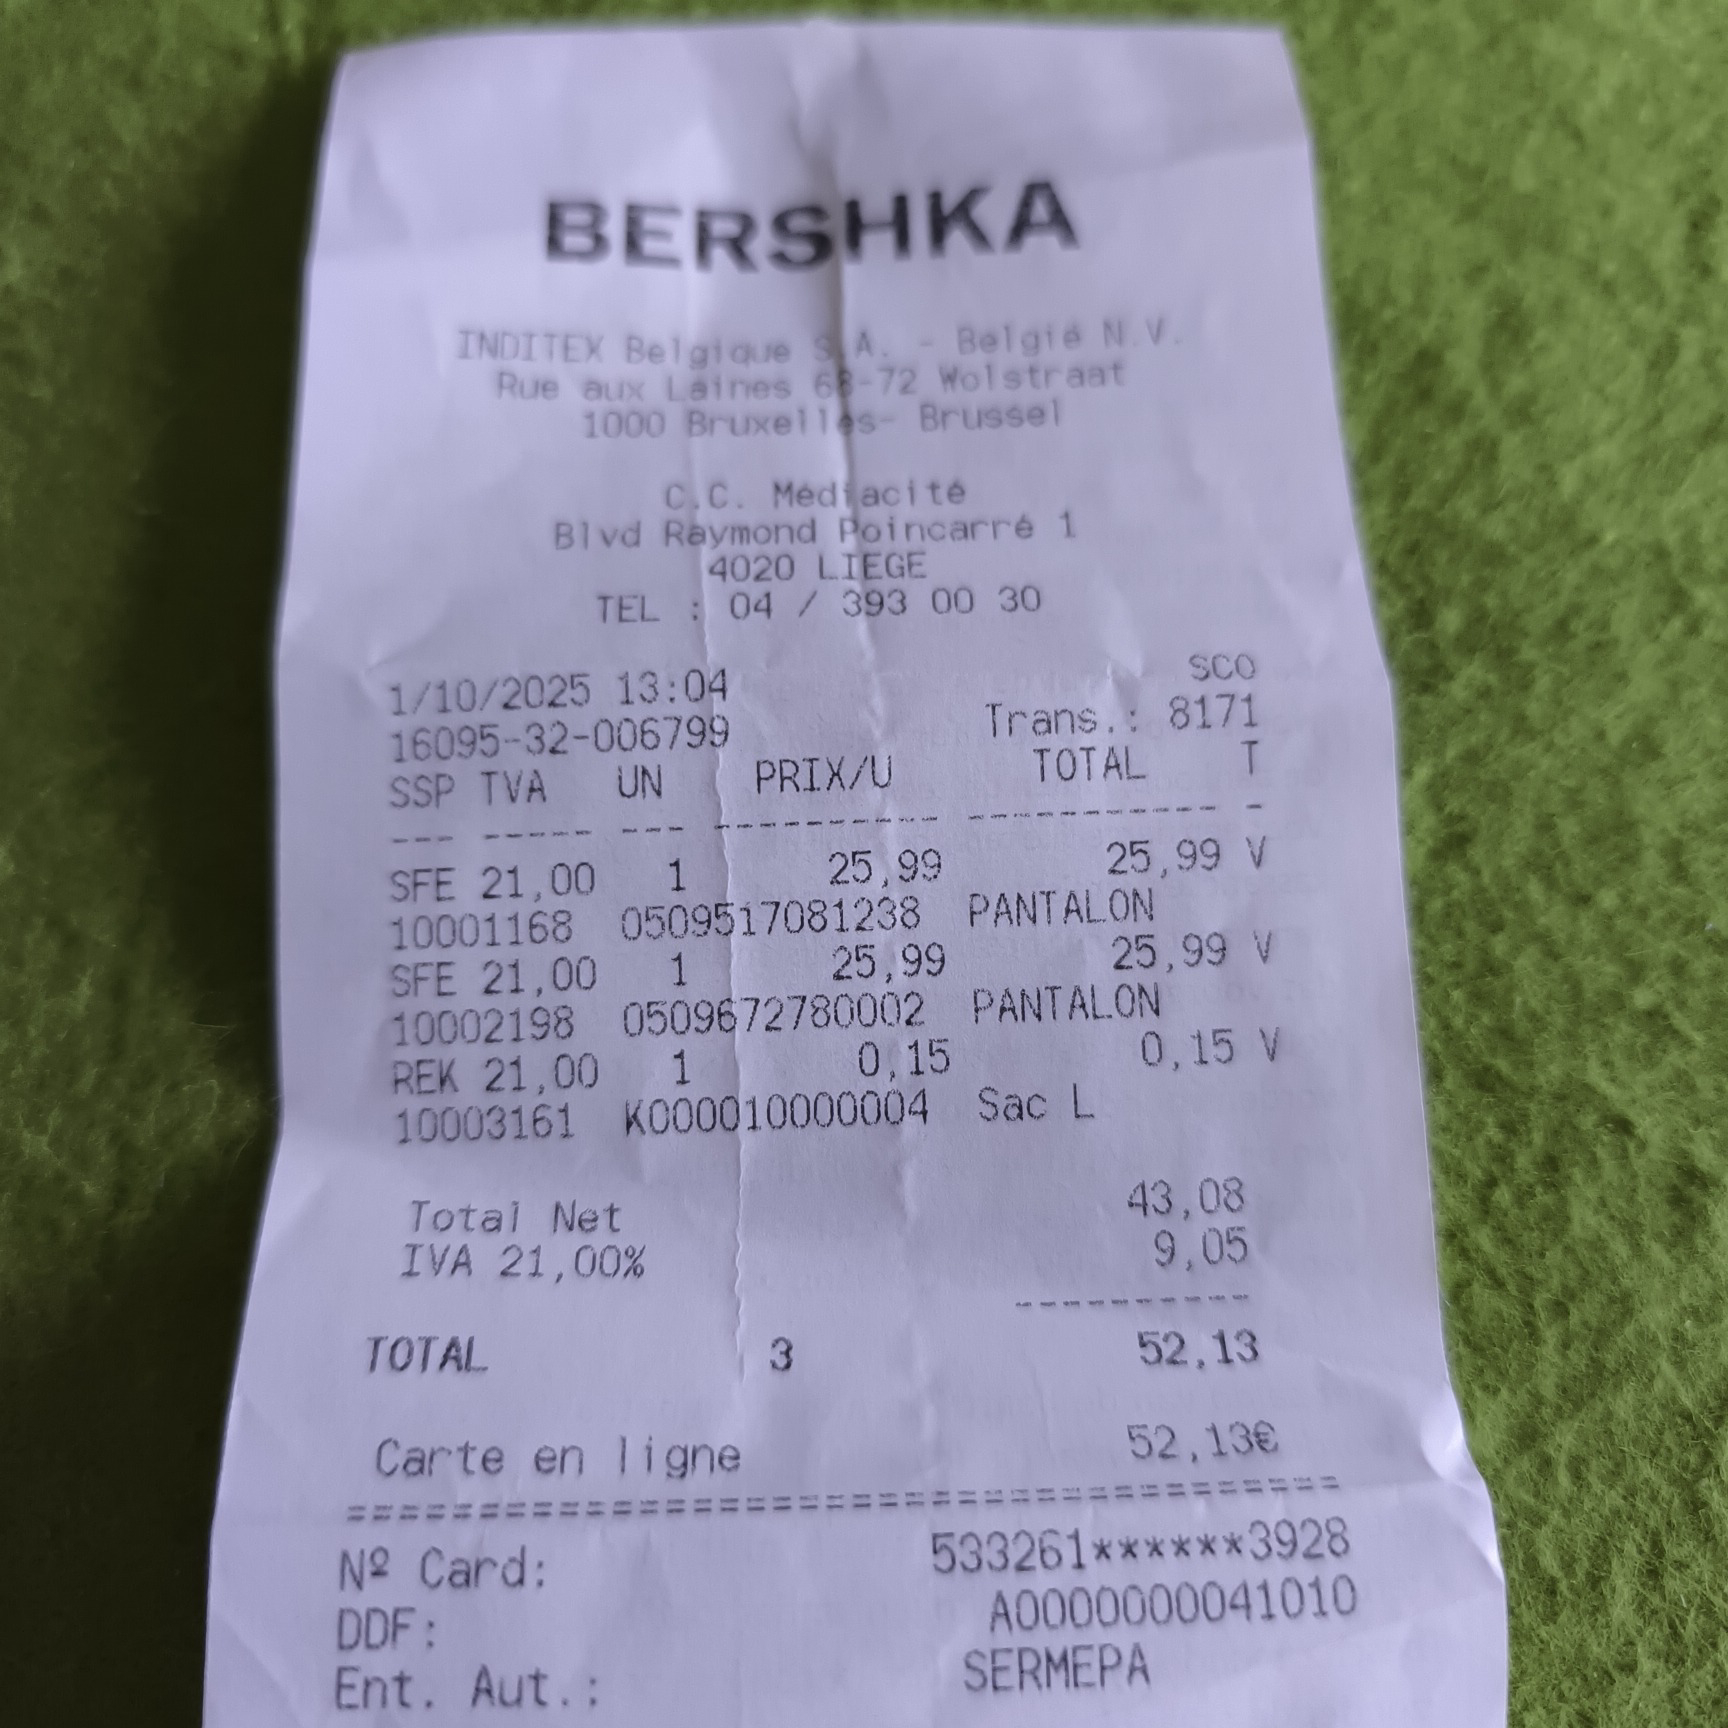 BERSHKA
INDITEX Belgique S.A. - België N.V.
Rue aux Laines 68-72 Wolstraat
1000 Bruxelles- Brussel
C.C. Médiacité
Blvd Raymond Poincarré 1
4020 LIEGE
TEL : 04 / 393 00 30
SCO
1/10/2025 13:04
16095-32-006799 Trans.: 8171
SSP TVA UN PRIX/U TOTAL T
--- ----- --- ---------- ----------- -
SFE 21,00 1 25,99 25,99 V
10001168 0509517081238 PANTALON
SFE 21,00 1 25,99 25,99 V
10002198 0509672780002 PANTALON
REK 21,00 1 0,15 0,15 V
10003161 K000010000004 Sac L
Total Net 43,08
IVA 21,00% 9,05
----------
TOTAL 3 52,13
Carte en ligne 52,13€
======================================
Nº Card: 533261******3928
DDF: A0000000041010
Ent. Aut.: SERMEPA